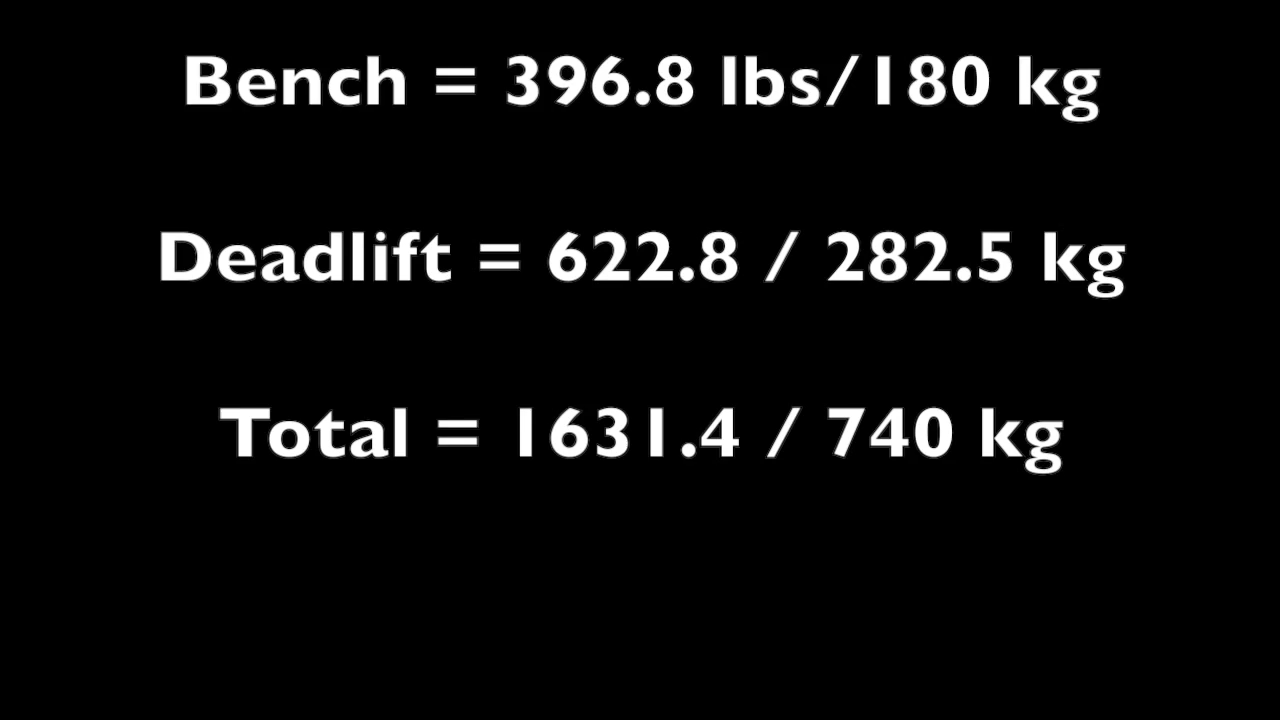 Bench = 396.8 lbs/180 kg
Deadlift = 622.8 / 282.5 kg
Total = 1631.4 / 740 kg